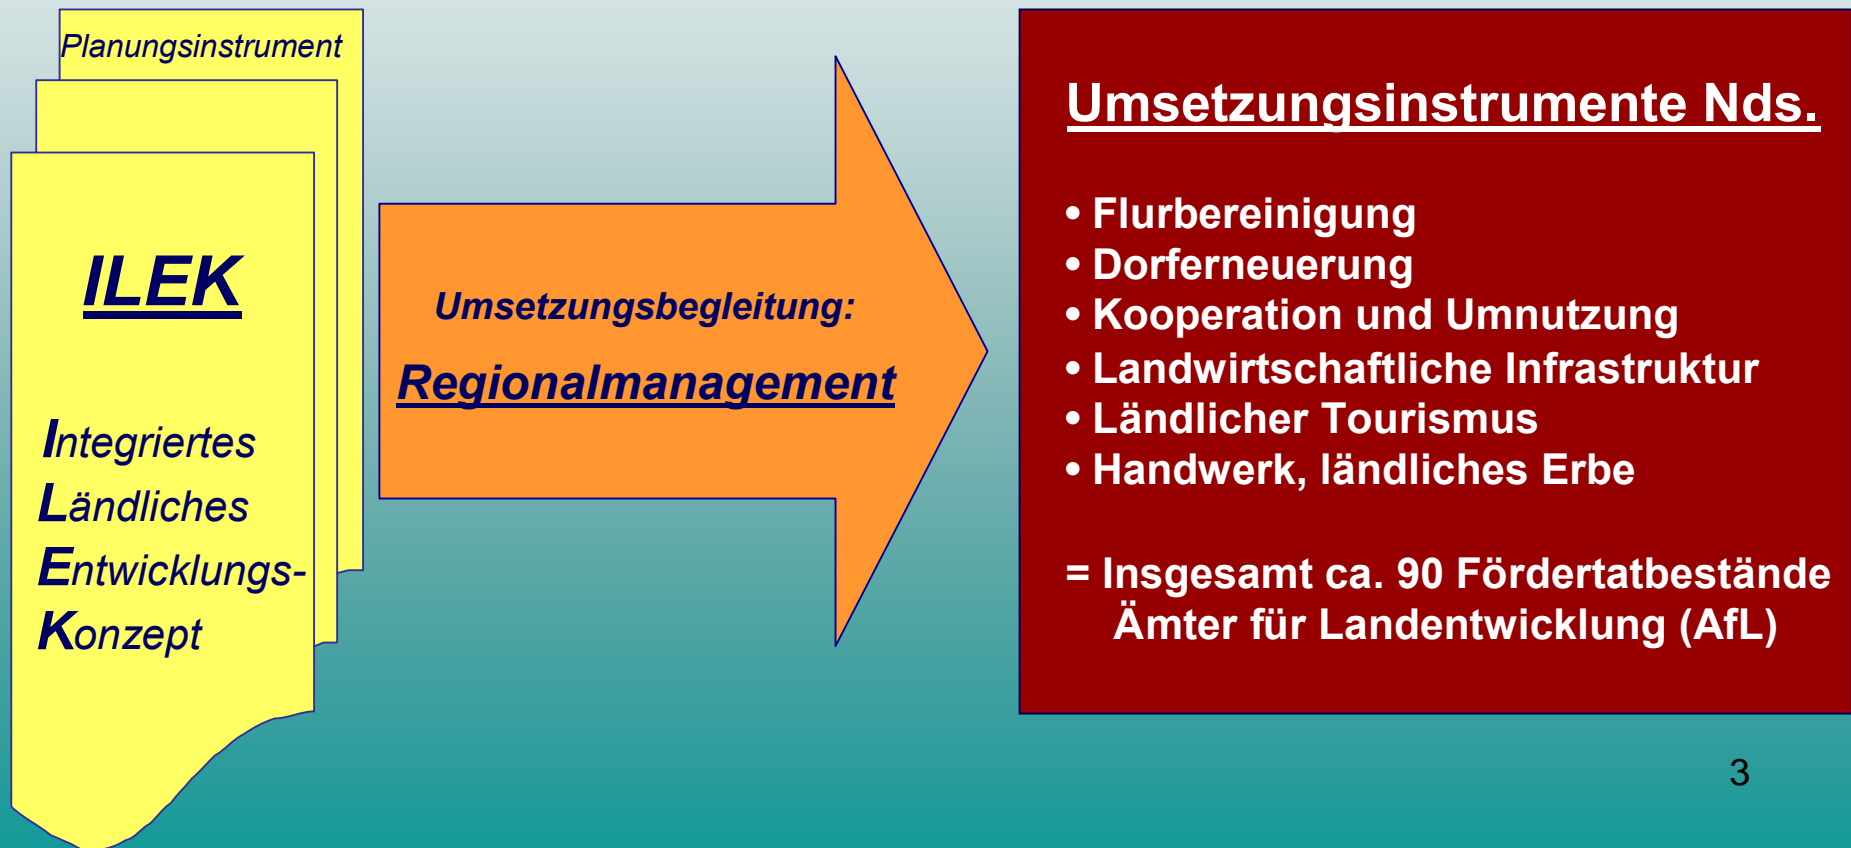 Planungsinstrument
ILEK
Integriertes
Ländliches
Entwicklungs-
Konzept
Umsetzungsbegleitung:
Regionalmanagement
Umsetzungsinstrumente Nds.
• Flurbereinigung
• Dorferneuerung
• Kooperation und Umnutzung
• Landwirtschaftliche Infrastruktur
• Ländlicher Tourismus
• Handwerk, ländliches Erbe
= Insgesamt ca. 90 Fördertatbestände
Ämter für Landentwicklung (AfL)
3